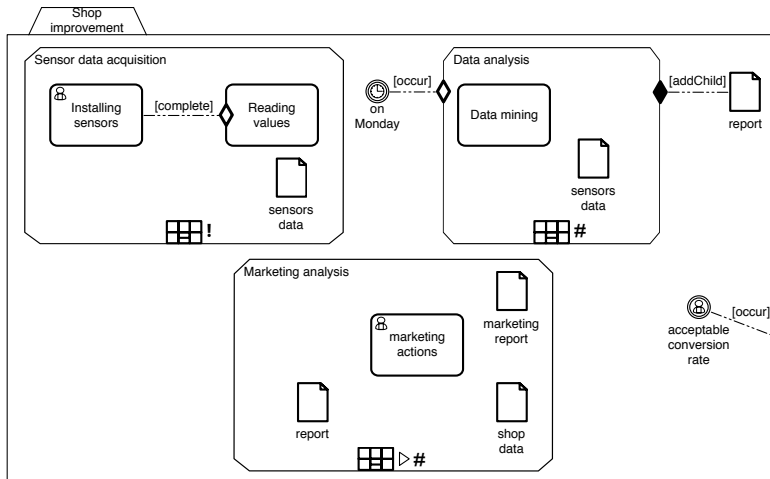 Shop
improvement
Sensor data acquisition
Installing
sensors
[complete]
Reading
values
sensors
data
!
on
Monday
[occur]
Data analysis
Data mining
sensors
data
#
[addChild]
report
Marketing analysis
marketing
actions
marketing
report
report
shop
data
#
acceptable
conversion
rate
[occur]